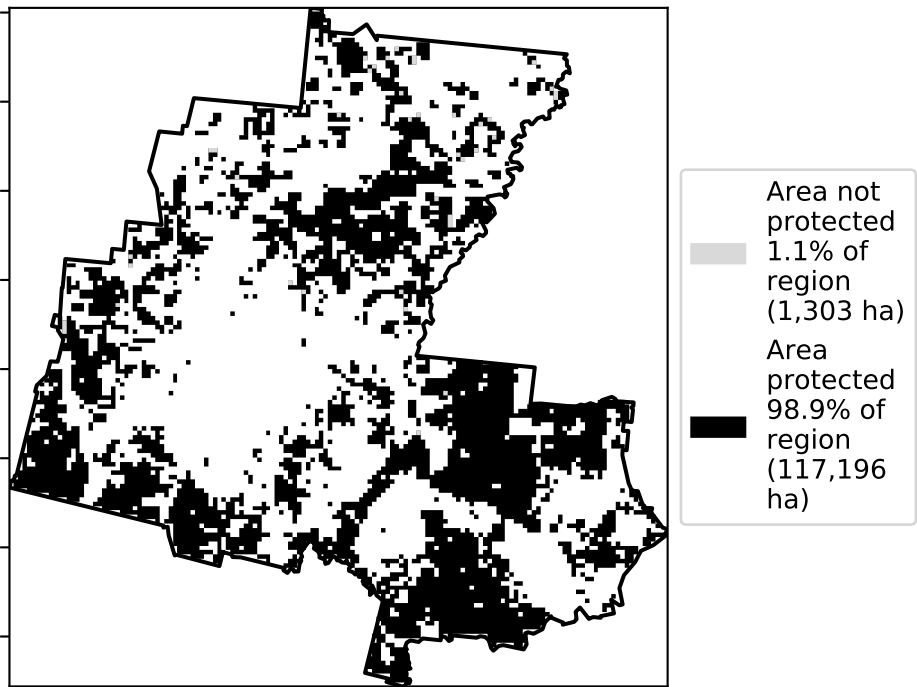 Area not
protected
1.1% of
region
(1,303 ha)
Area
protected
98.9% of
region
(117,196
ha)